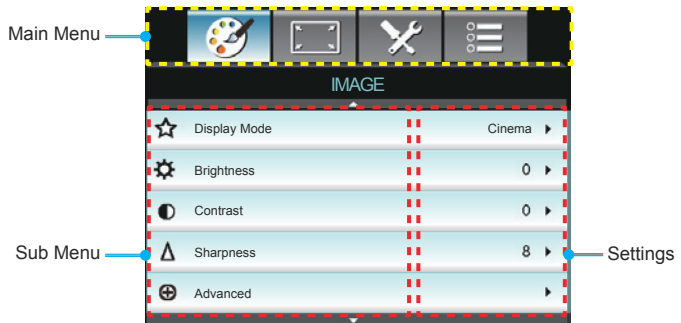 Main Menu
IMAGE
Display Mode Cinema
Brightness 0
Contrast 0
Sub Menu Sharpness 8 Settings
Advanced